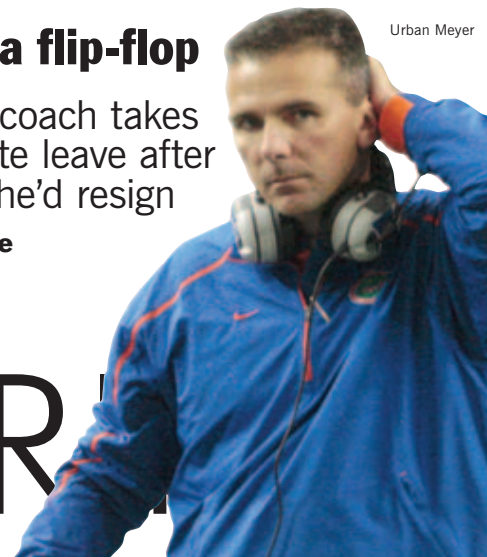 Urban Meyer
a flip-flop
coach takes
te leave after
he'd resign
e
R